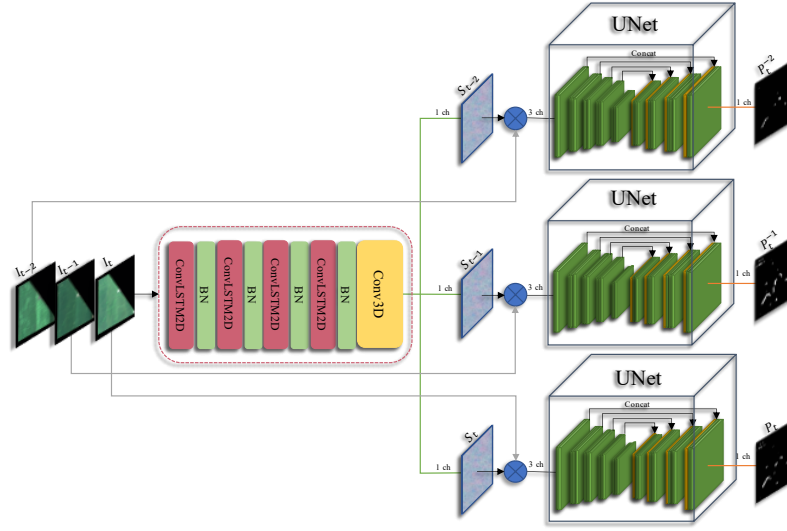 UNet
Concat
S_{t-2}
P_t^{-2}
1 ch
3 ch
1 ch
UNet
Concat
I_{t-2}
I_{t-1}
I_t
ConvLSTM2D
BN
ConvLSTM2D
BN
ConvLSTM2D
BN
ConvLSTM2D
BN
Conv3D
S_{t-1}
P_t^{-1}
1 ch
3 ch
1 ch
UNet
Concat
S_t
P_t
1 ch
3 ch
1 ch